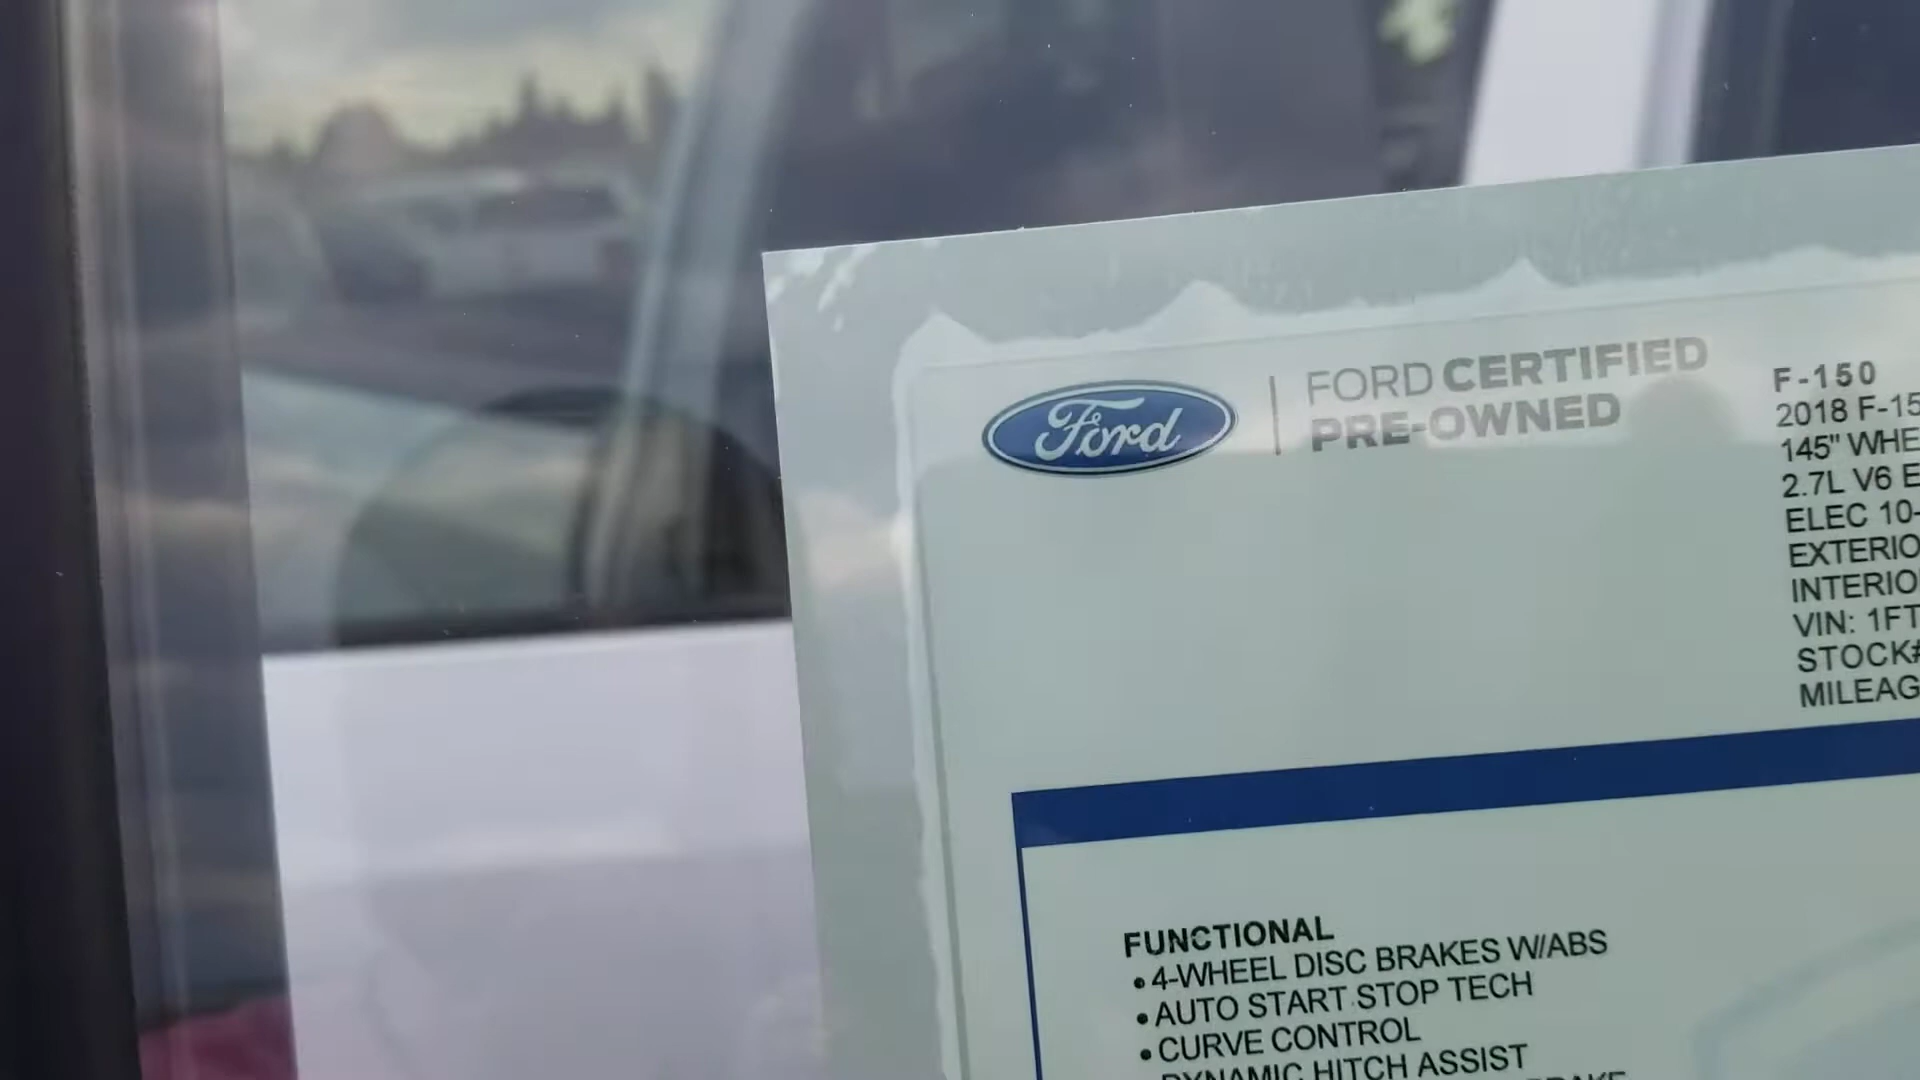 Ford
FORD CERTIFIED
PRE-OWNED
F-150
2018 F-15
145" WHE
2.7L V6 E
ELEC 10-
EXTERIO
INTERIO
VIN: 1FT
STOCK#
MILEAG
FUNCTIONAL
• 4-WHEEL DISC BRAKES W/ABS
• AUTO START STOP TECH
• CURVE CONTROL
DYNAMIC HITCH ASSIST
BRAKE